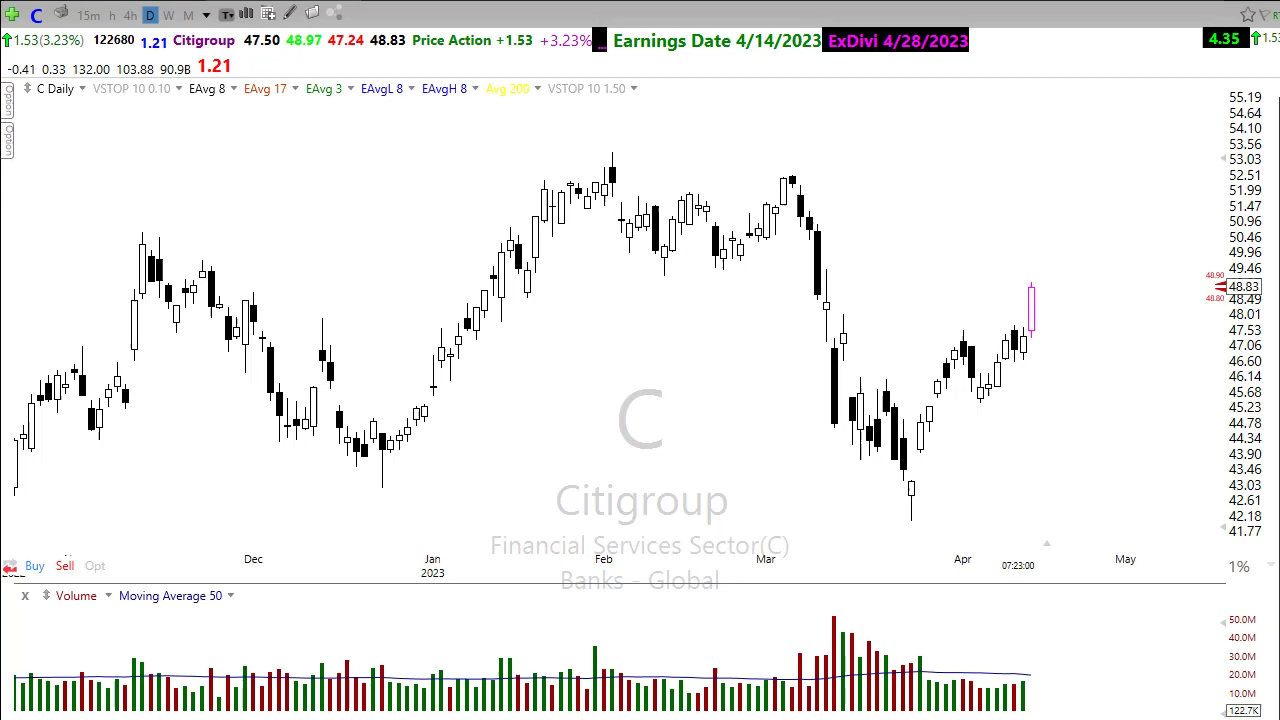 C 15m h 4h D W M T
1.53(3.23%) 122680 1.21 Citigroup 47.50 48.97 47.24 48.83 Price Action +1.53 +3.23% ... Earnings Date 4/14/2023 ExDivi 4/28/2023 4.35
-0.41 0.33 132.00 103.88 90.9B 1.21
C Daily VSTOP 10 0.10 EAvg 8 EAvg 17 EAvg 3 EAvgL 8 EAvgH 8 Avg 200 VSTOP 10 1.50
Option
Option
55.19
54.64
54.10
53.56
53.03
52.51
51.99
51.47
50.96
50.46
49.96
49.46
48.90
48.83
48.80
48.49
48.01
47.53
47.06
46.60
46.14
45.68
45.23
44.78
44.34
43.90
43.46
43.03
42.61
42.18
41.77
C
Citigroup
Financial Services Sector(C)
Banks - Global
Dec Jan Feb Mar Apr May
2023 07:23:00
Buy Sell Opt 1%
x Volume Moving Average 50
50.0M
40.0M
30.0M
20.0M
10.0M
122.7K